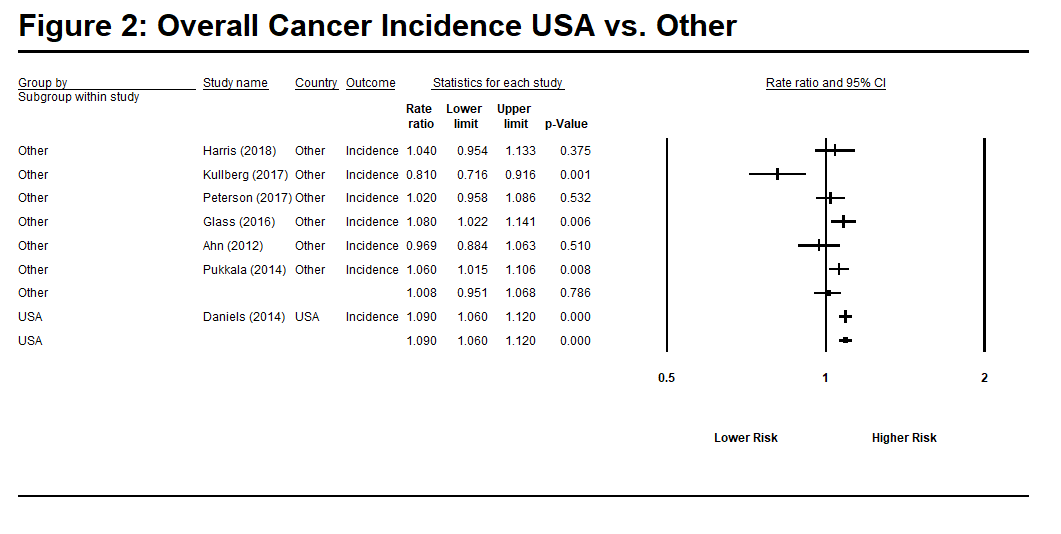 Figure 2: Overall Cancer Incidence USA vs. Other
Group by Study name Country Outcome Statistics for each study Rate ratio and 95% CI
Subgroup within study
Rate Lower Upper
ratio limit limit p-Value
Other Harris (2018) Other Incidence 1.040 0.954 1.133 0.375
Other Kullberg (2017) Other Incidence 0.810 0.716 0.916 0.001
Other Peterson (2017) Other Incidence 1.020 0.958 1.086 0.532
Other Glass (2016) Other Incidence 1.080 1.022 1.141 0.006
Other Ahn (2012) Other Incidence 0.969 0.884 1.063 0.510
Other Pukkala (2014) Other Incidence 1.060 1.015 1.106 0.008
Other 1.008 0.951 1.068 0.786
USA Daniels (2014) USA Incidence 1.090 1.060 1.120 0.000
USA 1.090 1.060 1.120 0.000
0.5 1 2
Lower Risk Higher Risk